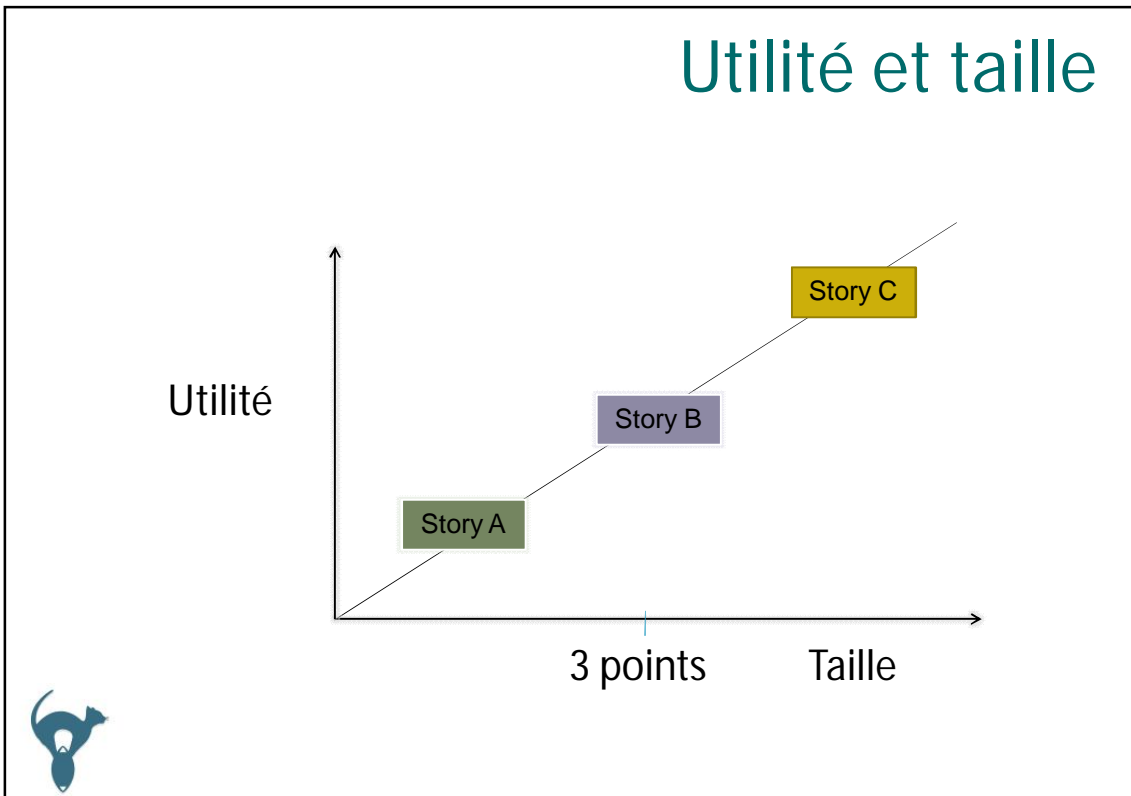 Utilité et taille
Story C
Utilité
Story B
Story A
3 points
Taille